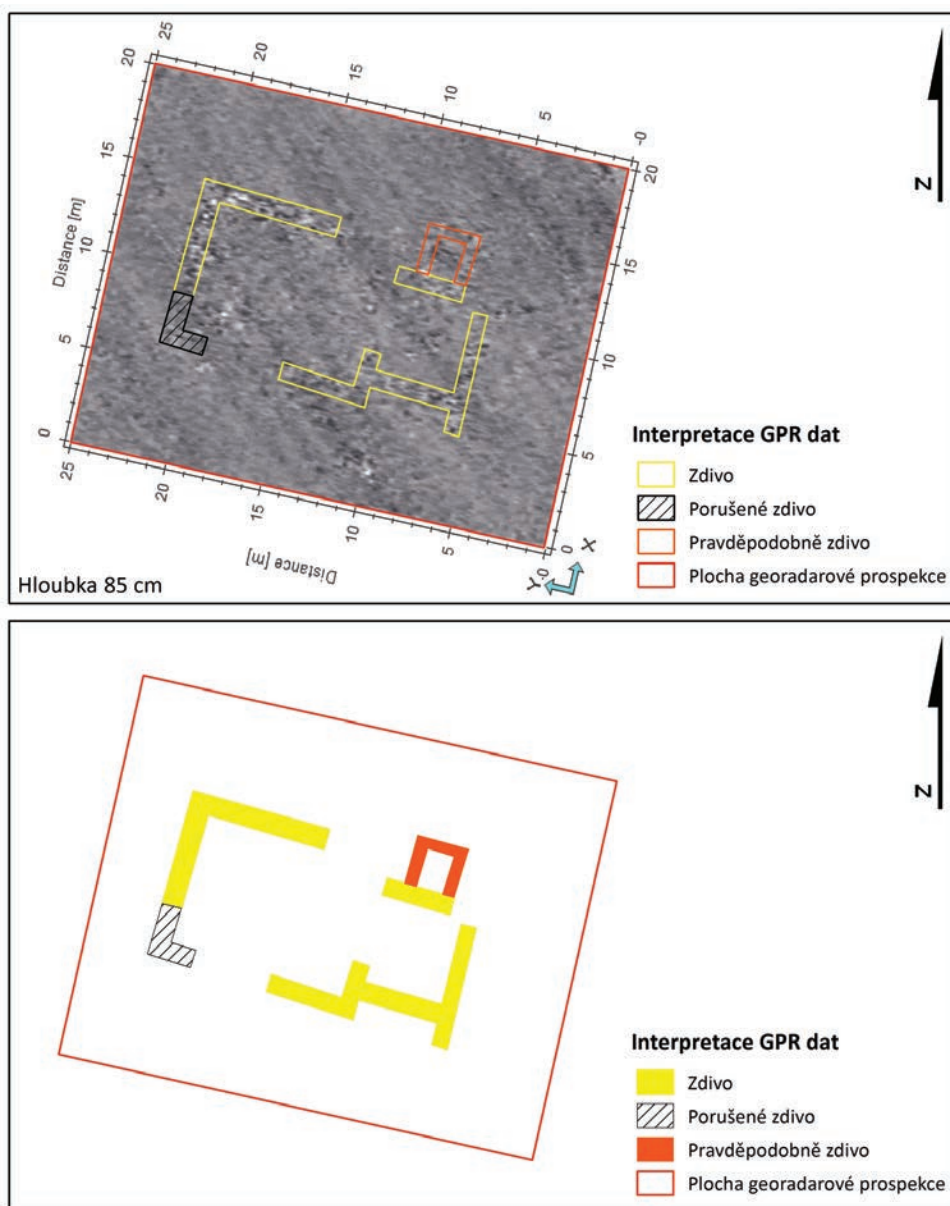 25
20
15
10
5
-0
20
15
10
5
0
Distance [m]
20
15
10
5
0
25
20
15
10
5
-0
Distance [m]
X
Y
N
Interpretace GPR dat
Zdivo
Porušené zdivo
Pravděpodobně zdivo
Plocha georadarové prospekce
Hloubka 85 cm
N
Interpretace GPR dat
Zdivo
Porušené zdivo
Pravděpodobně zdivo
Plocha georadarové prospekce